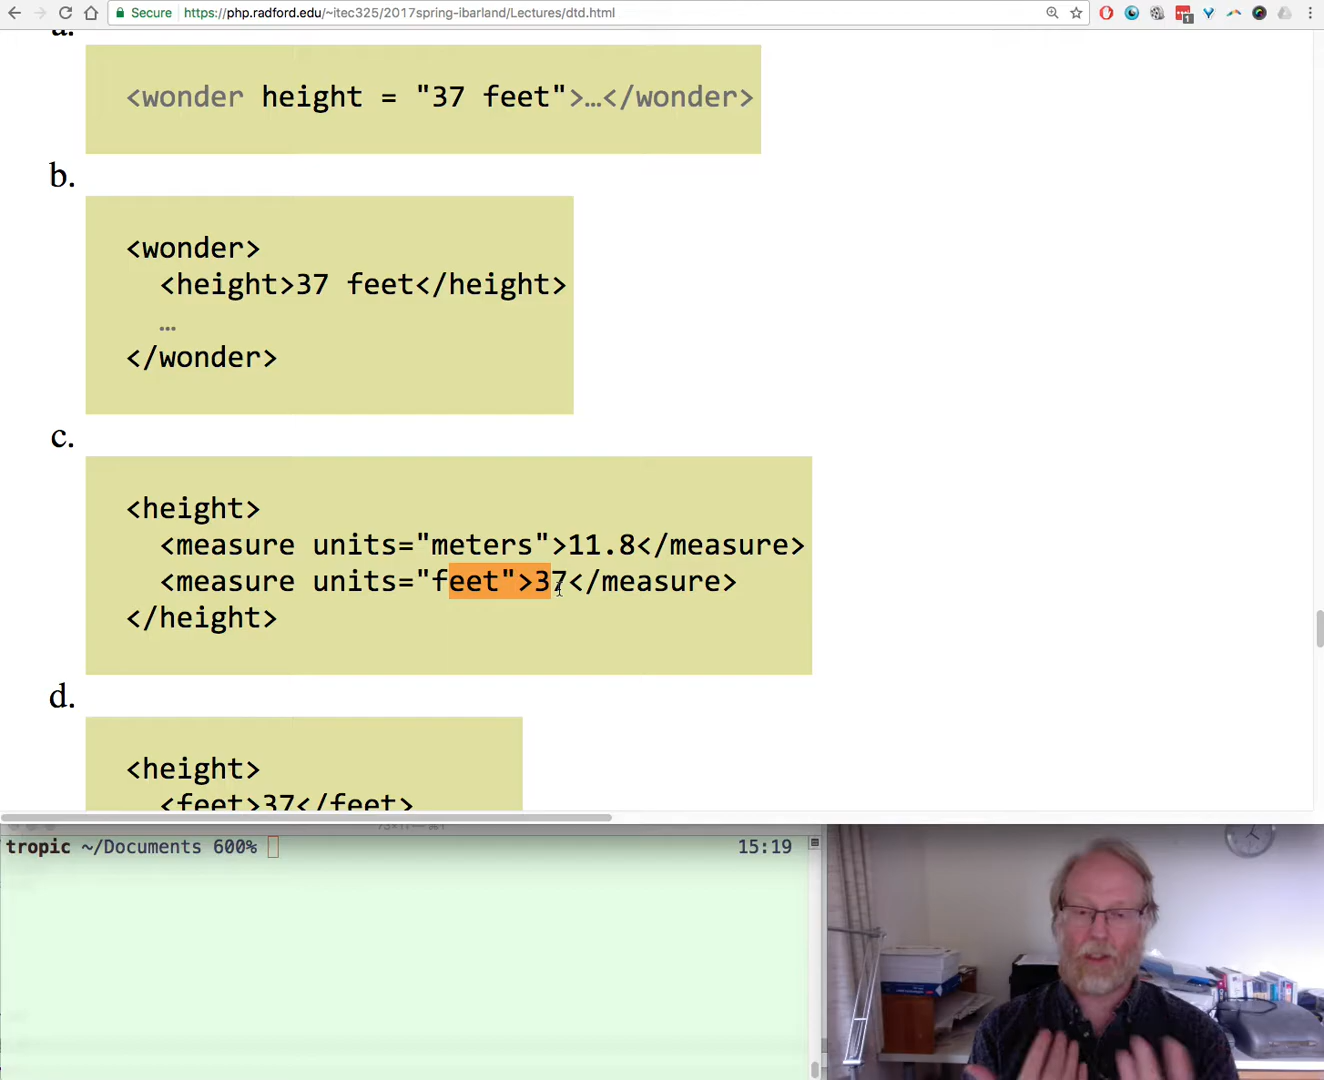 Secure https://php.radford.edu/~itec325/2017spring-ibarland/Lectures/dtd.html
a.
<wonder height = "37 feet">…</wonder>
b.
<wonder>
<height>37 feet</height>
…
</wonder>
c.
<height>
<measure units="meters">11.8</measure>
<measure units="feet">37</measure>
</height>
d.
<height>
<feet>37</feet>
tropic ~/Documents 600% 15:19